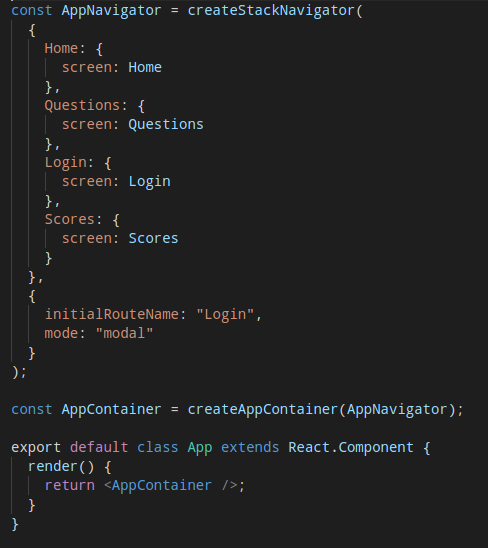 const AppNavigator = createStackNavigator(
  {
    Home: {
      screen: Home
    },
    Questions: {
      screen: Questions
    },
    Login: {
      screen: Login
    },
    Scores: {
      screen: Scores
    }
  },
  {
    initialRouteName: "Login",
    mode: "modal"
  }
);

const AppContainer = createAppContainer(AppNavigator);

export default class App extends React.Component {
  render() {
    return <AppContainer />;
  }
}